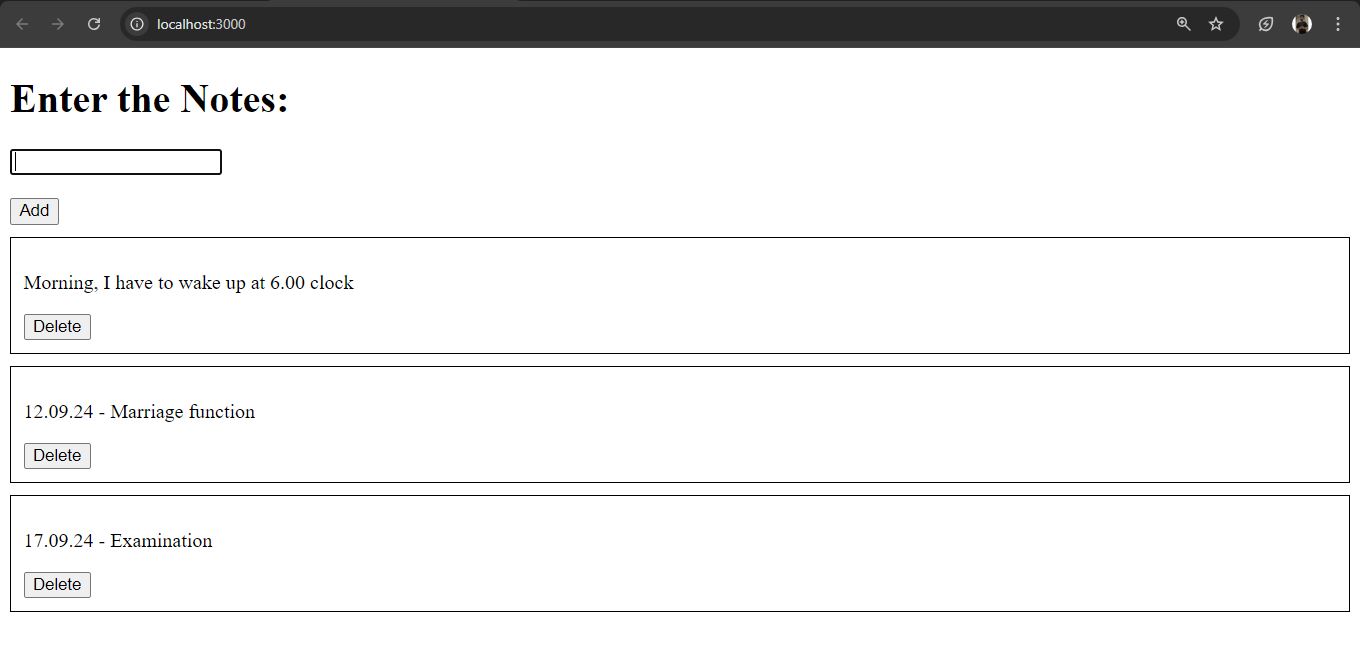 localhost:3000
Enter the Notes:
Add
Morning, I have to wake up at 6.00 clock
Delete
12.09.24 - Marriage function
Delete
17.09.24 - Examination
Delete